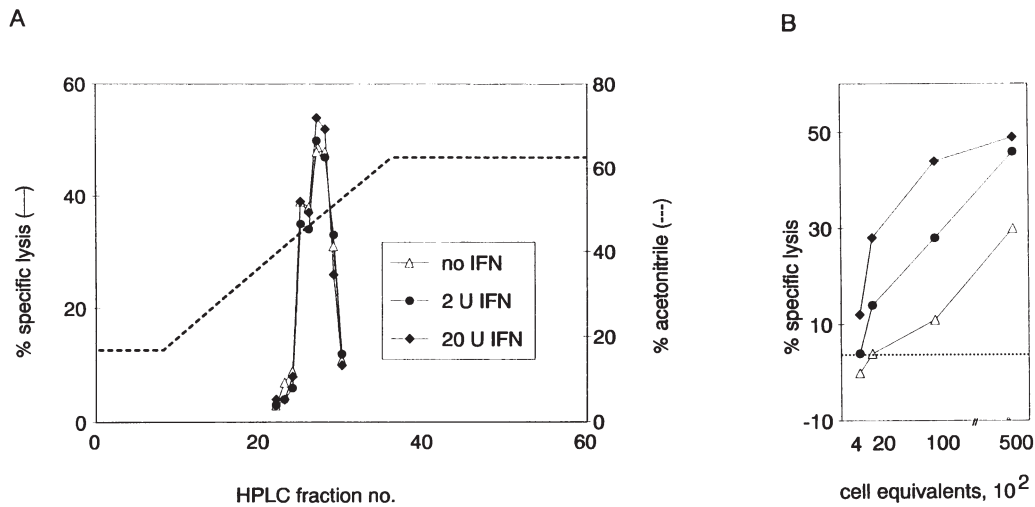 A
60
40
20
0
% specific lysis (—)
80
60
40
20
0
% acetonitrile (---)
no IFN
2 U IFN
20 U IFN
0
20
40
60
HPLC fraction no.
B
50
30
10
-10
% specific lysis
4 20 100 500
cell equivalents, 10²